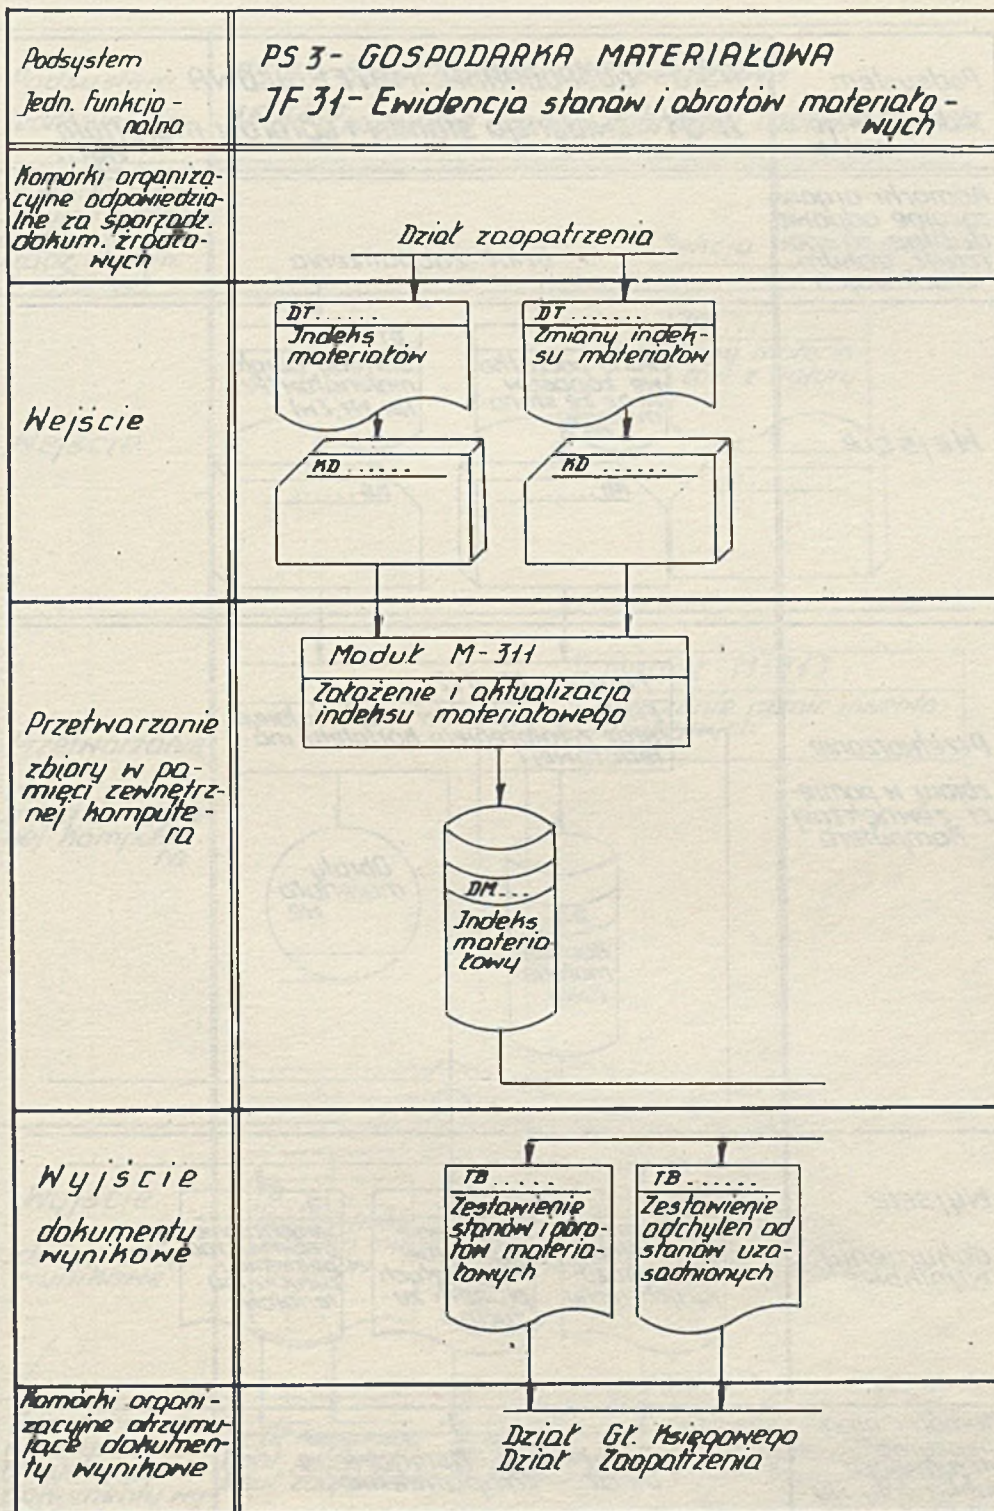 Podsystem
Jedn. funkcjo-
nalna
PS 3 - GOSPODARKA MATERIAŁOWA
JF 31 - Ewidencja stanów i obrotów materiało-
wych
Komórki organiza-
cyjne odpowiedzia-
lne za sporządz.
dokum. źródło-
wych
Dział zaopatrzenia
Wejście
DT......
Indeks
materiałów
DT.......
Zmiany indek-
su materiałów
KD......
KD......
Przetwarzanie
zbiory w pa-
mięci zewnętrz-
nej kompute-
ra
Moduł M-311
Założenie i aktualizacja
indeksu materiałowego
DM...
Indeks
materia
łowy
Wyjście
dokumenty
wynikowe
TB.....
Zestawienie
stanów i obro-
tów materia-
łowych
TB......
Zestawienie
odchyleń od
stanów uza-
sadnionych
Komórki organi-
zacyjne otrzymu-
jące dokumen-
ty wynikowe
Dział Gł. Księgowego
Dział Zaopatrzenia